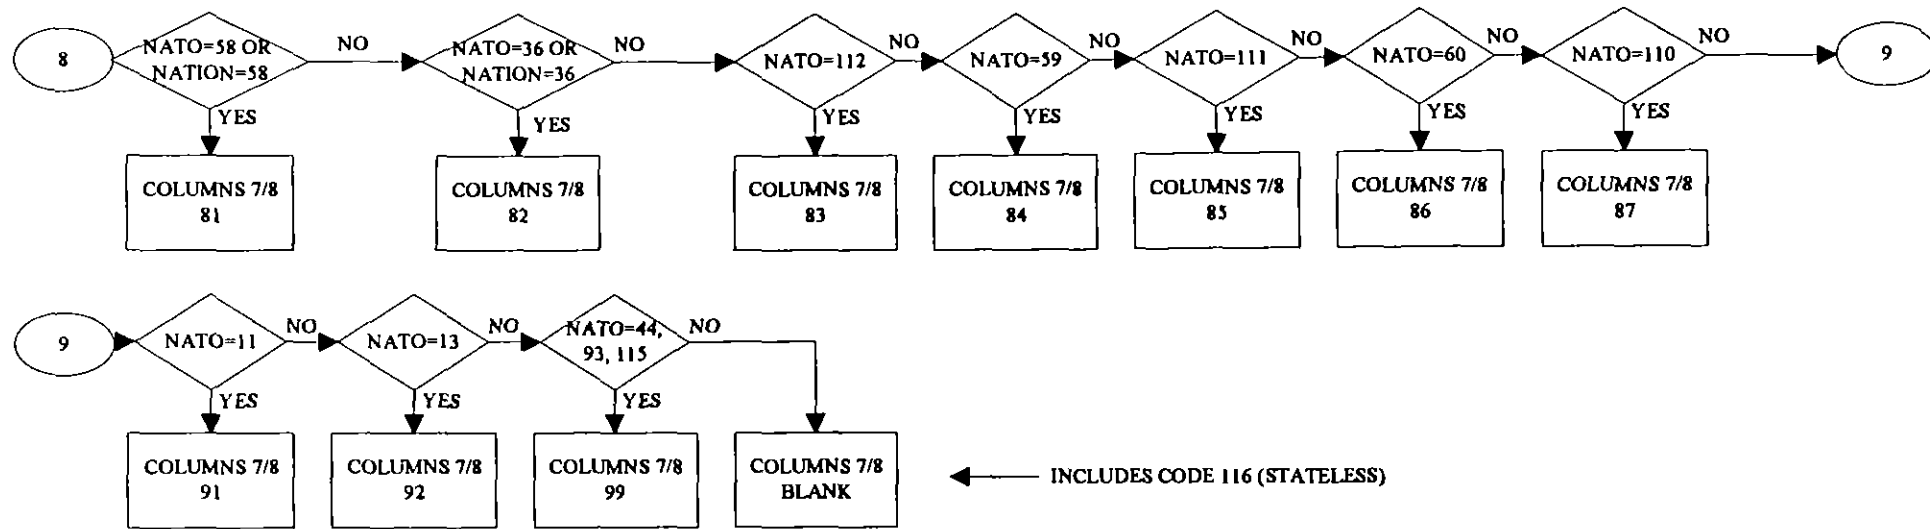 8
NATO=58 OR
NATION=58
NO
NATO=36 OR
NATION=36
NO
NATO=112
NO
NATO=59
NO
NATO=111
NO
NATO=60
NO
NATO=110
NO
9
YES
YES
YES
YES
YES
YES
YES
COLUMNS 7/8
81
COLUMNS 7/8
82
COLUMNS 7/8
83
COLUMNS 7/8
84
COLUMNS 7/8
85
COLUMNS 7/8
86
COLUMNS 7/8
87
9
NATO=11
NO
NATO=13
NO
NATO=44,
93, 115
NO
YES
YES
YES
COLUMNS 7/8
91
COLUMNS 7/8
92
COLUMNS 7/8
99
COLUMNS 7/8
BLANK
INCLUDES CODE 116 (STATELESS)